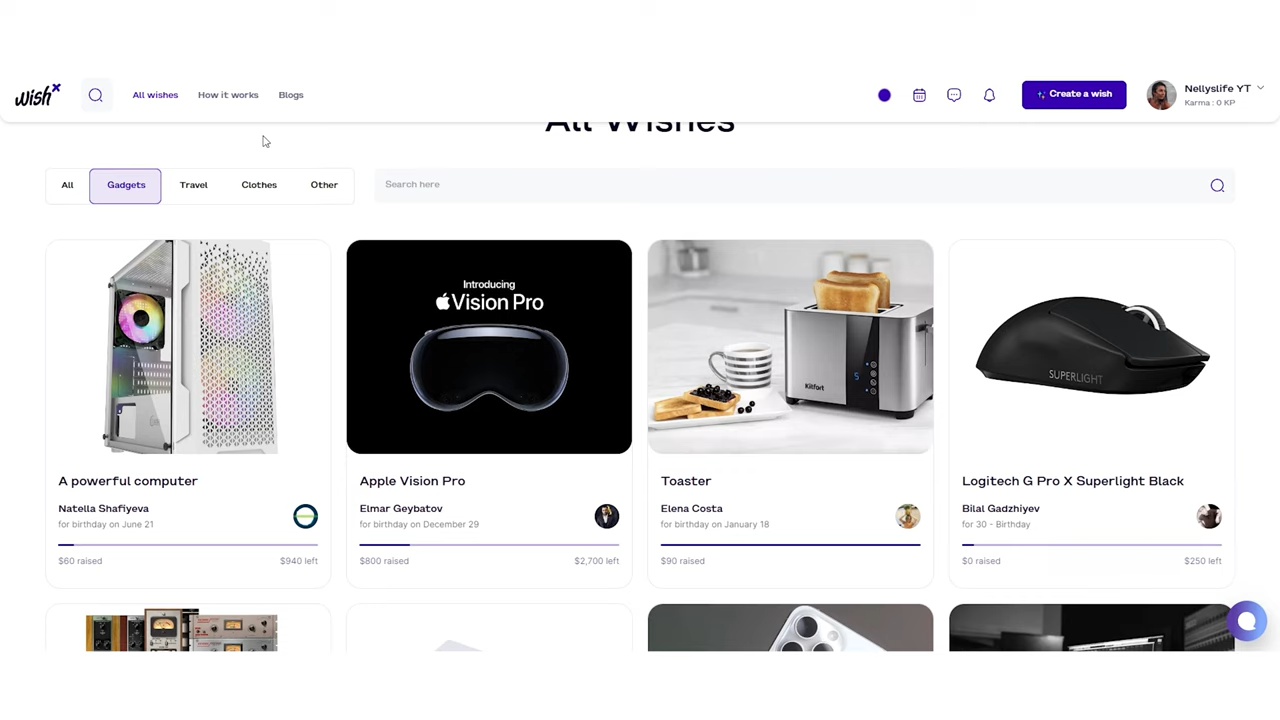 wish x
All wishes
How it works
Blogs
Create a wish
Nellyslife YT
Karma : 0 KP
All Wishes
All
Gadgets
Travel
Clothes
Other
Search here
Introducing
Vision Pro
5
Kitfort
SUPERLIGHT
A powerful computer
Natella Shafiyeva
for birthday on June 21
$60 raised
$940 left
Apple Vision Pro
Elmar Geybatov
for birthday on December 29
$800 raised
$2,700 left
Toaster
Elena Costa
for birthday on January 18
$90 raised
Logitech G Pro X Superlight Black
Bilal Gadzhiyev
for 30 - Birthday
$0 raised
$250 left